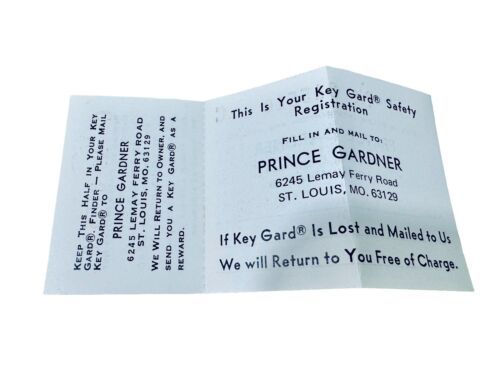 Keep This Half in Your Key
Gard®. Finder — Please Mail
Key Gard® to
PRINCE GARDNER
6245 LEMAY FERRY ROAD
ST. LOUIS, MO. 63129
We Will Return to Owner, and
send you a Key Gard® as a
reward.
This Is Your Key Gard® Safety
Registration
FILL IN AND MAIL TO:
PRINCE GARDNER
6245 Lemay Ferry Road
ST. LOUIS, MO. 63129
If Key Gard® Is Lost and Mailed to Us
We will Return to You Free of Charge.